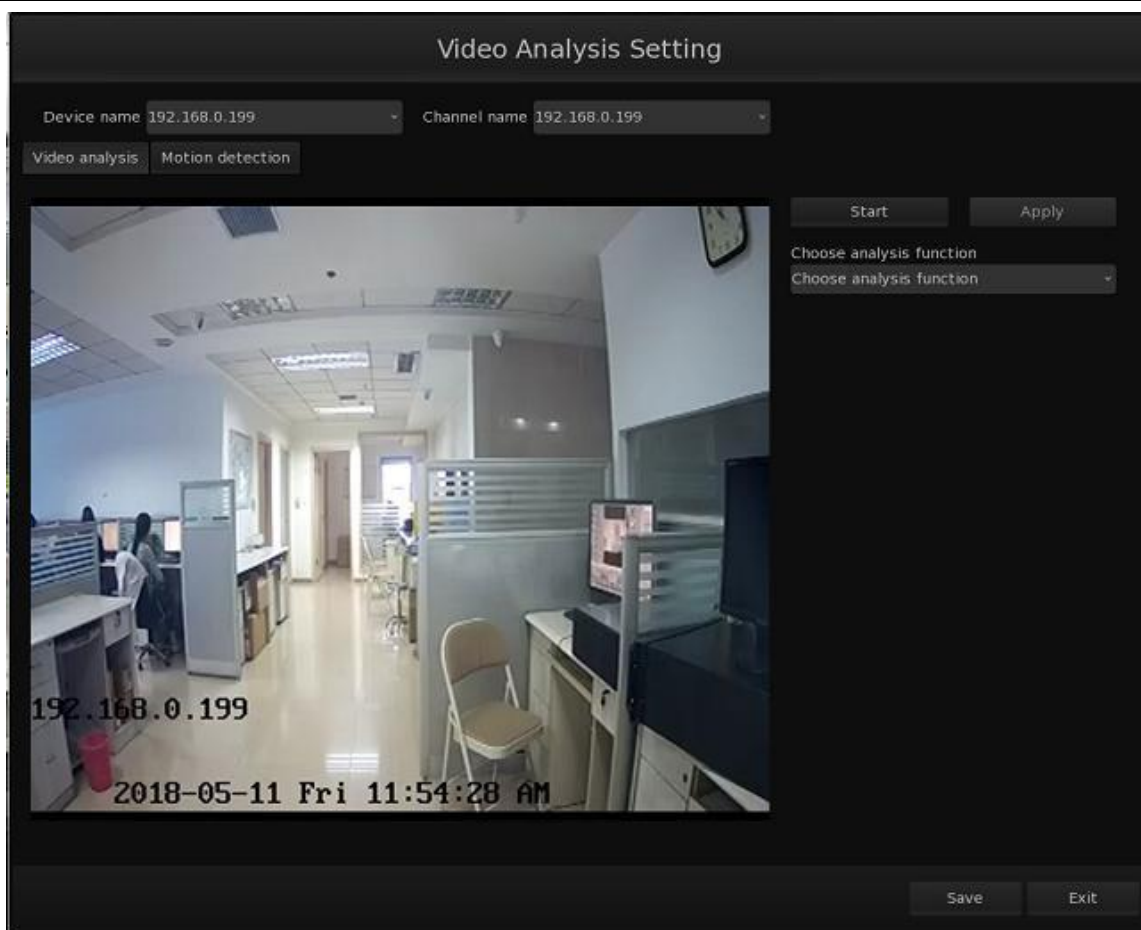 Video Analysis Setting
Device name 192.168.0.199 Channel name 192.168.0.199
Video analysis Motion detection
Start Apply
Choose analysis function
Choose analysis function
192.168.0.199
2018-05-11 Fri 11:54:28 AM
Save Exit